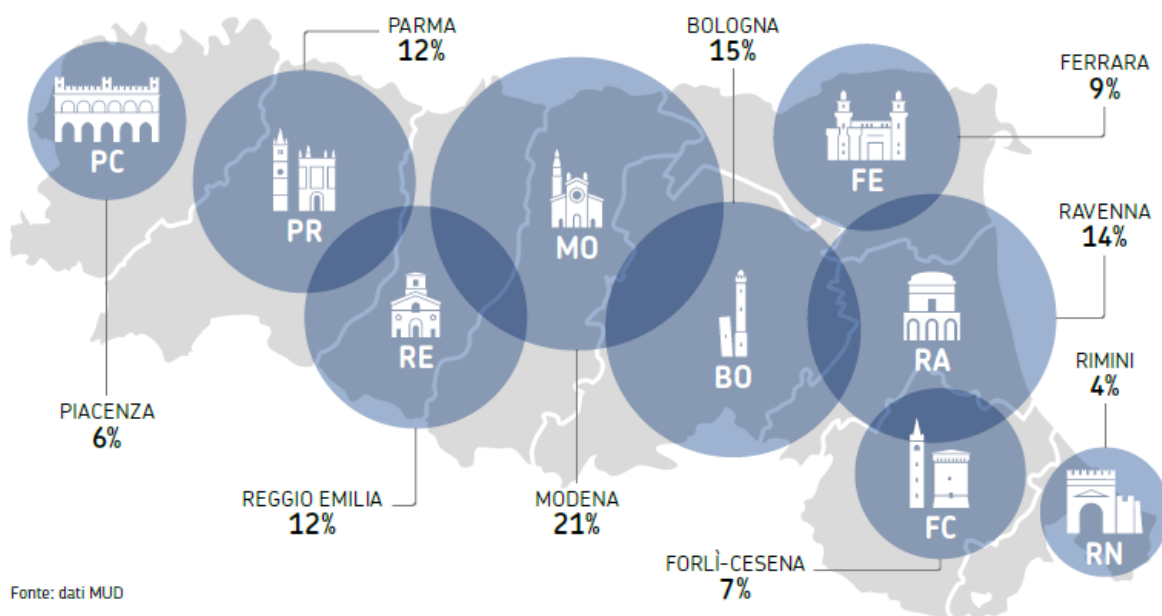 PARMA
12%
BOLOGNA
15%
FERRARA
9%
PC
PR
RE
MO
BO
FE
RA
FC
RN
RAVENNA
14%
RIMINI
4%
PIACENZA
6%
REGGIO EMILIA
12%
MODENA
21%
FORLÌ-CESENA
7%
Fonte: dati MUD